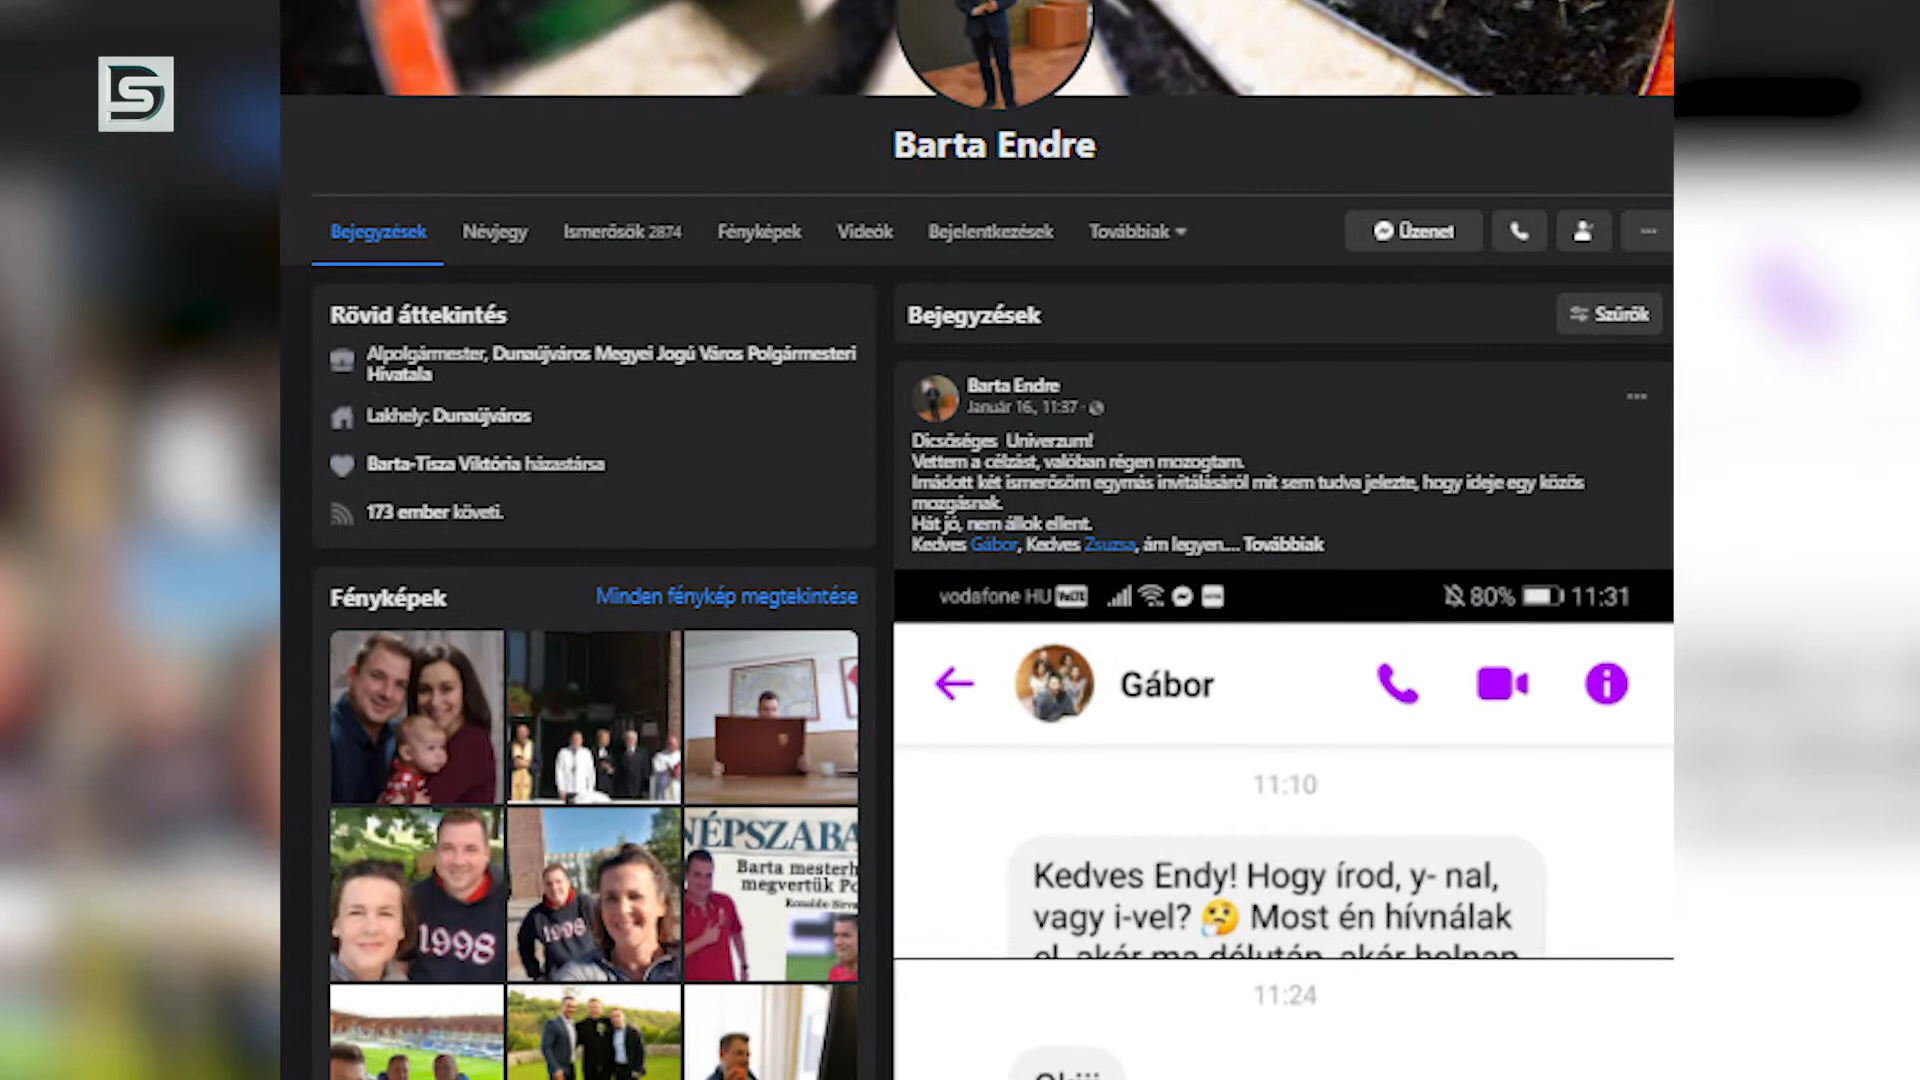 Barta Endre
Bejegyzések
Névjegy
Ismerősök 2874
Fényképek
Videók
Bejelentkezések
Továbbiak
Üzenet
Rövid áttekintés
Alpolgármester, Dunaújváros Megyei Jogú Város Polgármesteri
Hivatala
Lakhely: Dunaújváros
Barta-Tisza Viktória házastársa
173 ember követi.
Fényképek
Minden fénykép megtekintése
1998
1998
NÉPSZABA
Barta mesterh
megvertük Po
Ronaldo
Bejegyzések
Szűrők
Barta Endre
Január 16., 11:37
Dicsőséges Univerzum!
Vettem a célzást, valóban régen mozogtam.
Imádott két ismerősöm egymás invitálásáról mit sem tudva jelezte, hogy ideje egy közös
mozgásnak.
Hát jó, nem állok ellent.
Kedves Gábor, Kedves Zsuzsa, ám legyen.... Továbbiak
vodafone HU VoLTE
80% 11:31
Gábor
11:10
Kedves Endy! Hogy írod, y- nal,
vagy i-vel? 🤔 Most én hívnálak
el, akár ma délután, akár holnap
11:24